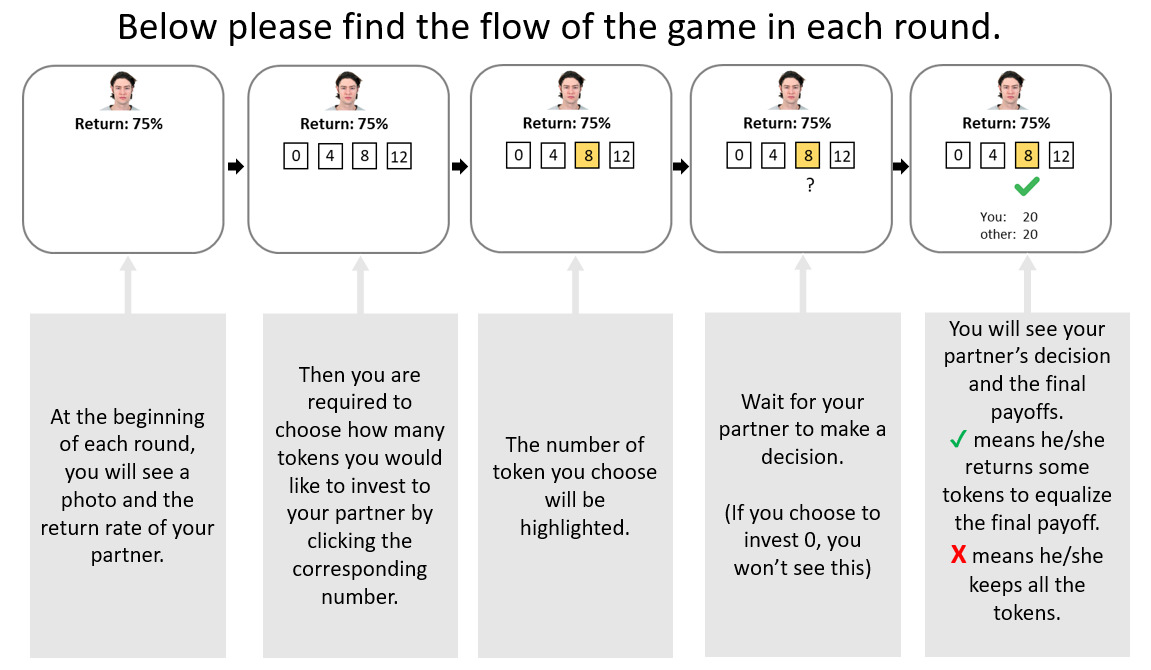 Below please find the flow of the game in each round.
Return: 75%
Return: 75%
0 4 8 12
Return: 75%
0 4 8 12
Return: 75%
0 4 8 12
?
Return: 75%
0 4 8 12
✓
You: 20
other: 20
At the beginning
of each round,
you will see a
photo and the
return rate of your
partner.
Then you are
required to
choose how many
tokens you would
like to invest to
your partner by
clicking the
corresponding
number.
The number of
token you choose
will be
highlighted.
Wait for your
partner to make a
decision.
(If you choose to
invest 0, you
won’t see this)
You will see your
partner’s decision
and the final
payoffs.
✓ means he/she
returns some
tokens to equalize
the final payoff.
X means he/she
keeps all the
tokens.